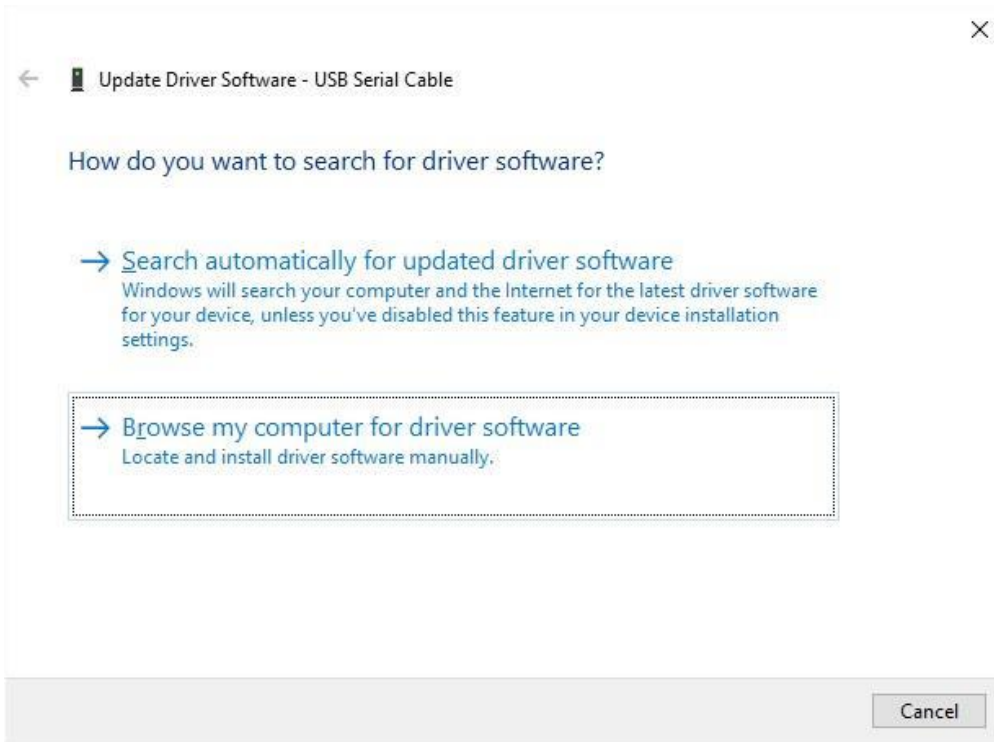 Update Driver Software - USB Serial Cable
How do you want to search for driver software?
Search automatically for updated driver software
Windows will search your computer and the Internet for the latest driver software
for your device, unless you've disabled this feature in your device installation
settings.
Browse my computer for driver software
Locate and install driver software manually.
Cancel